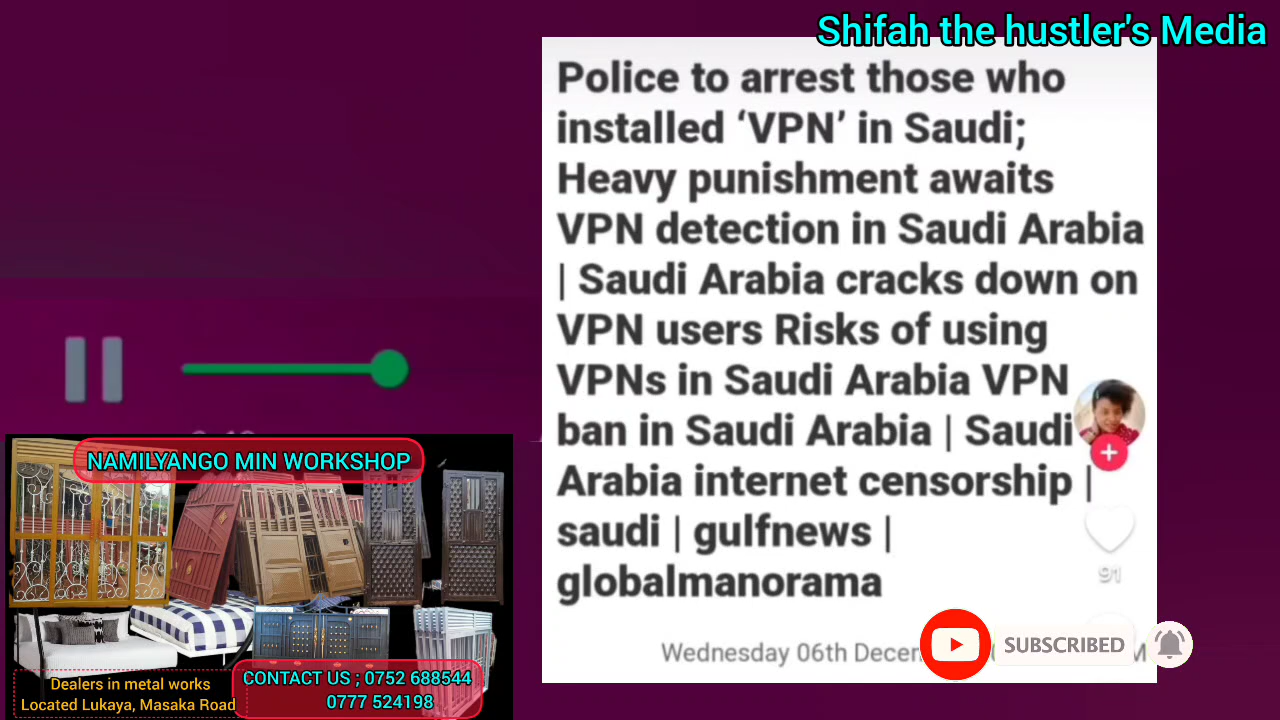 Shifah the hustler's Media
Police to arrest those who
installed ‘VPN’ in Saudi;
Heavy punishment awaits
VPN detection in Saudi Arabia
| Saudi Arabia cracks down on
VPN users Risks of using
VPNs in Saudi Arabia VPN
ban in Saudi Arabia | Saudi
Arabia internet censorship |
saudi | gulfnews |
globalmanorama
91
Wednesday 06th
SUBSCRIBED
NAMILYANGO MIN WORKSHOP
Dealers in metal works
Located Lukaya, Masaka Road
CONTACT US ; 0752 688544
0777 524198